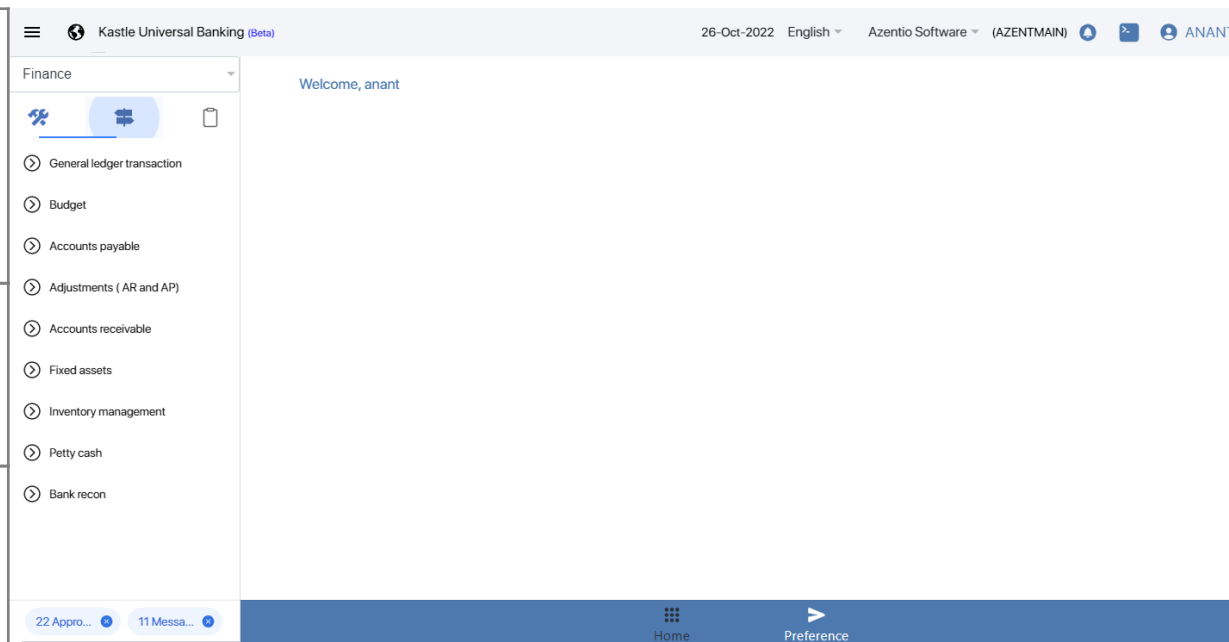 Kastle Universal Banking (Beta)
26-Oct-2022 English Azentio Software (AZENTMAIN) ANANT
Finance
Welcome, anant
General ledger transaction
Budget
Accounts payable
Adjustments ( AR and AP)
Accounts receivable
Fixed assets
Inventory management
Petty cash
Bank recon
22 Appro... 11 Messa...
Home Preference